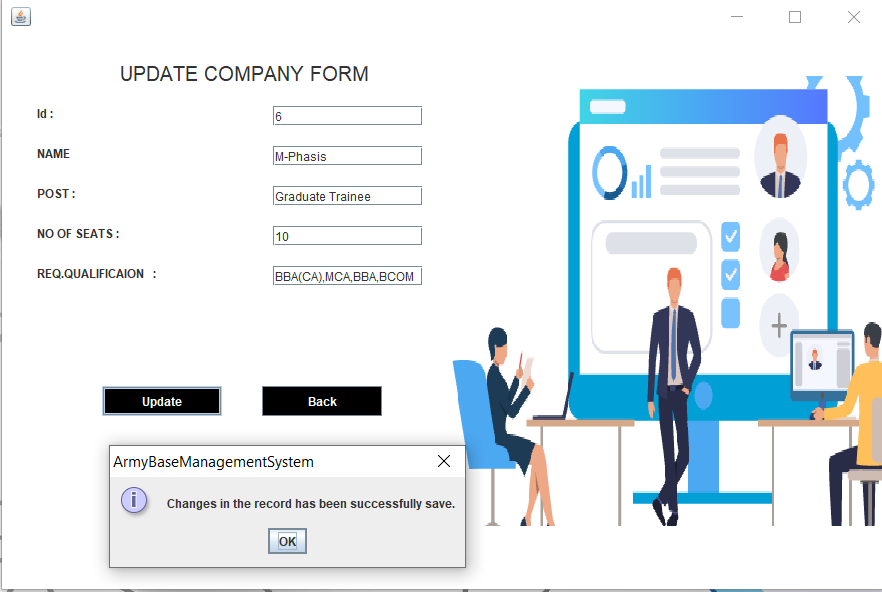 UPDATE COMPANY FORM
Id :
6
NAME
M-Phasis
POST :
Graduate Trainee
NO OF SEATS :
10
REQ.QUALIFICAION :
BBA(CA),MCA,BBA,BCOM
Update
Back
ArmyBaseManagementSystem
Changes in the record has been successfully save.
OK